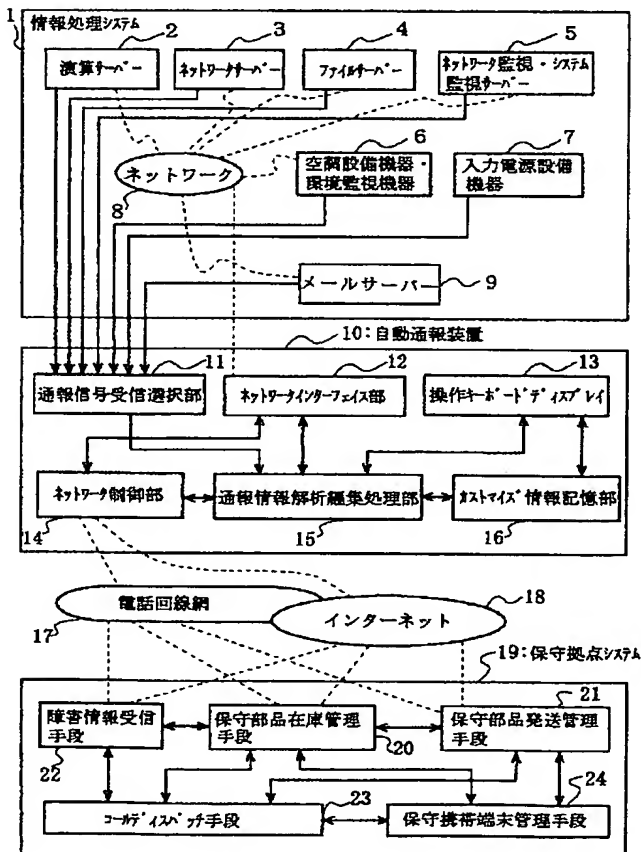 1
情報処理システム
2
3
4
5
演算サーバー
ネットワークサーバー
ファイルサーバー
ネットワーク監視・システム
監視サーバー
6
7
ネットワーク
8
空調設備機器・
環境監視機器
入力電源設備
機器
メールサーバー
9
10:自動通報装置
11
12
13
通報信号受信選択部
ネットワークインターフェイス部
操作キーボードディスプレイ
ネットワーク制御部
通報情報解析編集処理部
カスタマイズ情報記憶部
14
15
16
電話回線網
インターネット
18
17
19:保守拠点システム
21
障害情報受信
手段
保守部品在庫管理
手段
保守部品発送管理
手段
22
20
24
23
コールディスパッチ手段
保守携帯端末管理手段